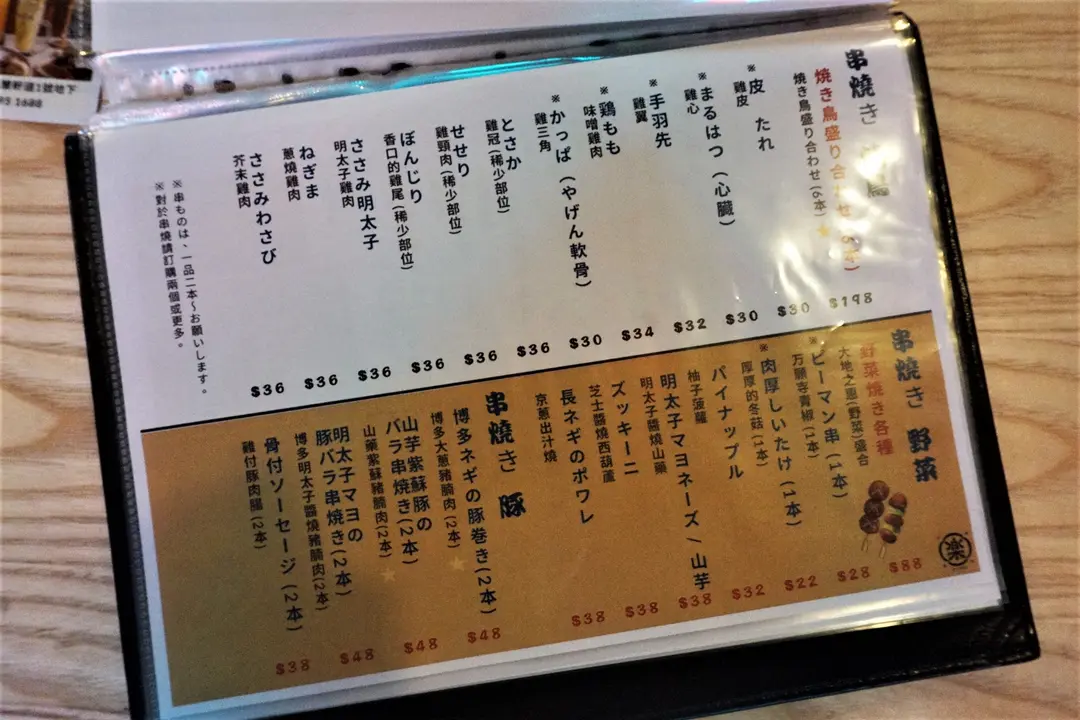 串焼き
焼き鳥盛り合わせ(6本)
焼き鳥盛り合わせ(6本)
$198
※皮 たれ
雞皮
$30
※まるはつ (心臓)
雞心
$30
※手羽先
雞翼
$32
※鶏もも
味噌雞肉
$34
※かっぱ (やげん軟骨)
雞三角
$30
とさか
雞冠 (稀少部位)
$36
せせり
雞頸肉 (稀少部位)
$36
ぼんじり
香口的雞尾 (稀少部位)
$36
ささみ明太子
明太子雞肉
$36
ねぎま
蔥燒雞肉
$36
ささみわさび
芥末雞肉
$36
※串ものは、一品二本~お願いします。
※對於串燒請訂購兩個或更多。
串焼き 野菜
野菜焼き各種
大地之恩(野菜)盛合
$88
※ピーマン串 (1本)
万願寺青椒 (1本)
$28
※肉厚しいたけ (1本)
厚厚的冬菇 (1本)
$22
パイナップル
柚子菠蘿
$32
明太子マヨネーズ / 山芋
明太子醬燒山藥
$38
ズッキーニ
芝士醬燒西葫蘆
$38
長ネギのポワレ
京蔥出汁燒
$38
串焼き 豚
博多ネギの豚巻き(2本)
博多大蔥豬腩肉 (2本)
$48
山芋紫蘇豚の
バラ串焼き(2本)
山藥紫蘇豬腩肉(2本)
$48
明太子マヨの
豚バラ串焼き(2本)
博多明太子醬燒豬腩肉(2本)
$48
骨付ソーセージ (2本)
雞付豚肉腸 (2本)
$38
楽